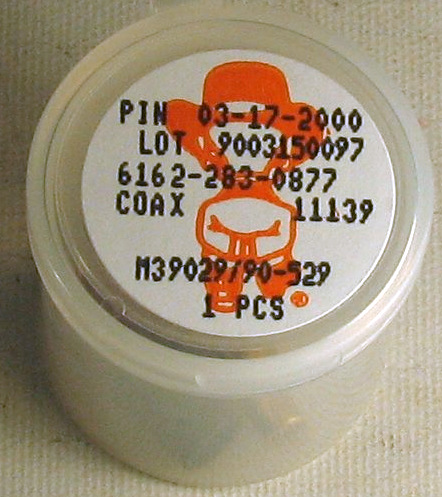 PIN 03-17-2000
LOT 9003150097
6162-283-0877
COAX 11139
M39029/90-529
1 PCS